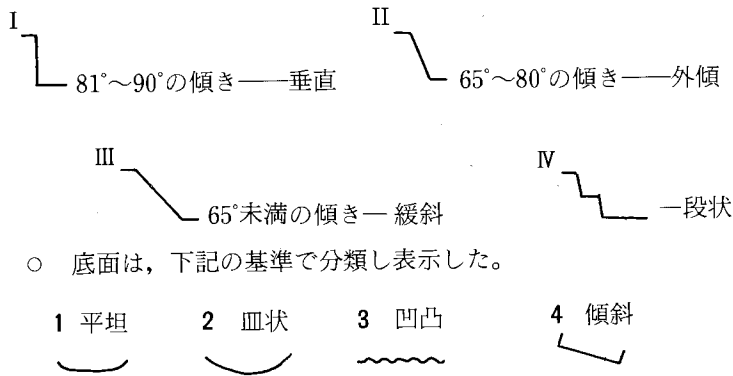 I 81°～90°の傾き――垂直
II 65°～80°の傾き――外傾
III 65°未満の傾き―緩斜
IV ―段状
○ 底面は，下記の基準で分類し表示した。
1 平坦 2 皿状 3 凹凸 4 傾斜